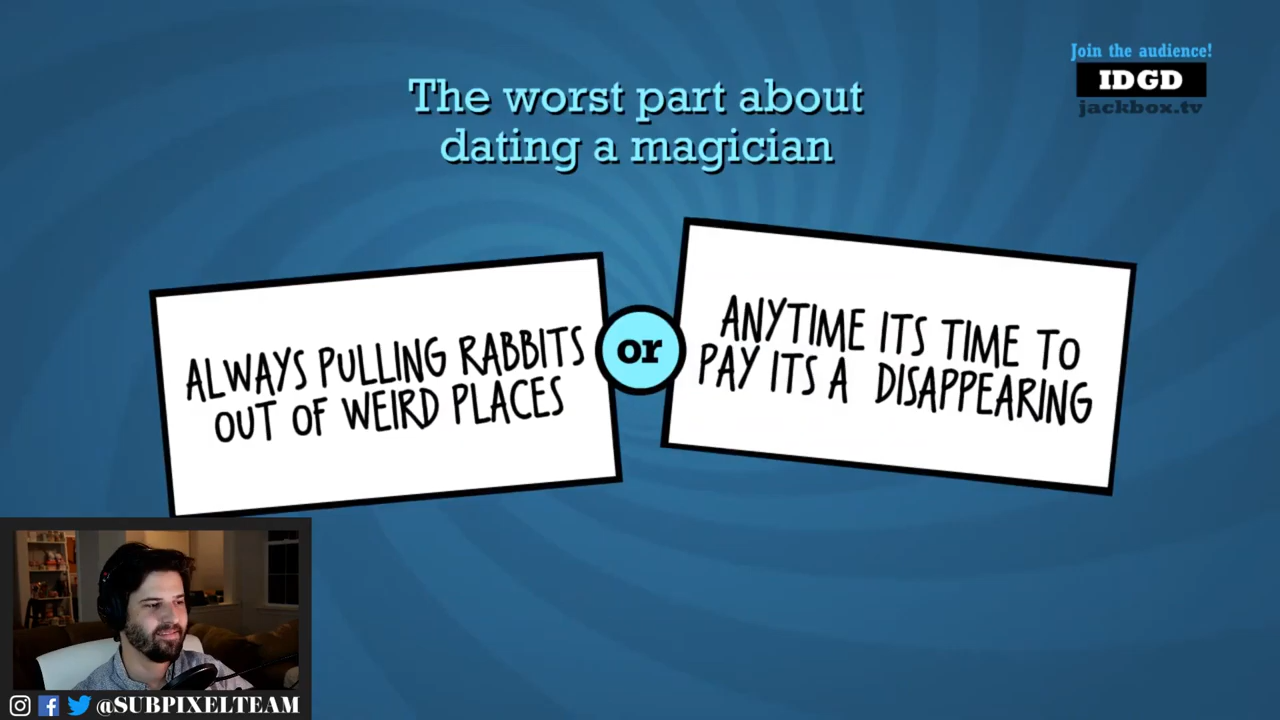 Join the audience!
IDGD
jackbox.tv
The worst part about
dating a magician
ALWAYS PULLING RABBITS
OUT OF WEIRD PLACES
or
ANYTIME ITS TIME TO
PAY ITS A DISAPPEARING
@SUBPIXELTEAM